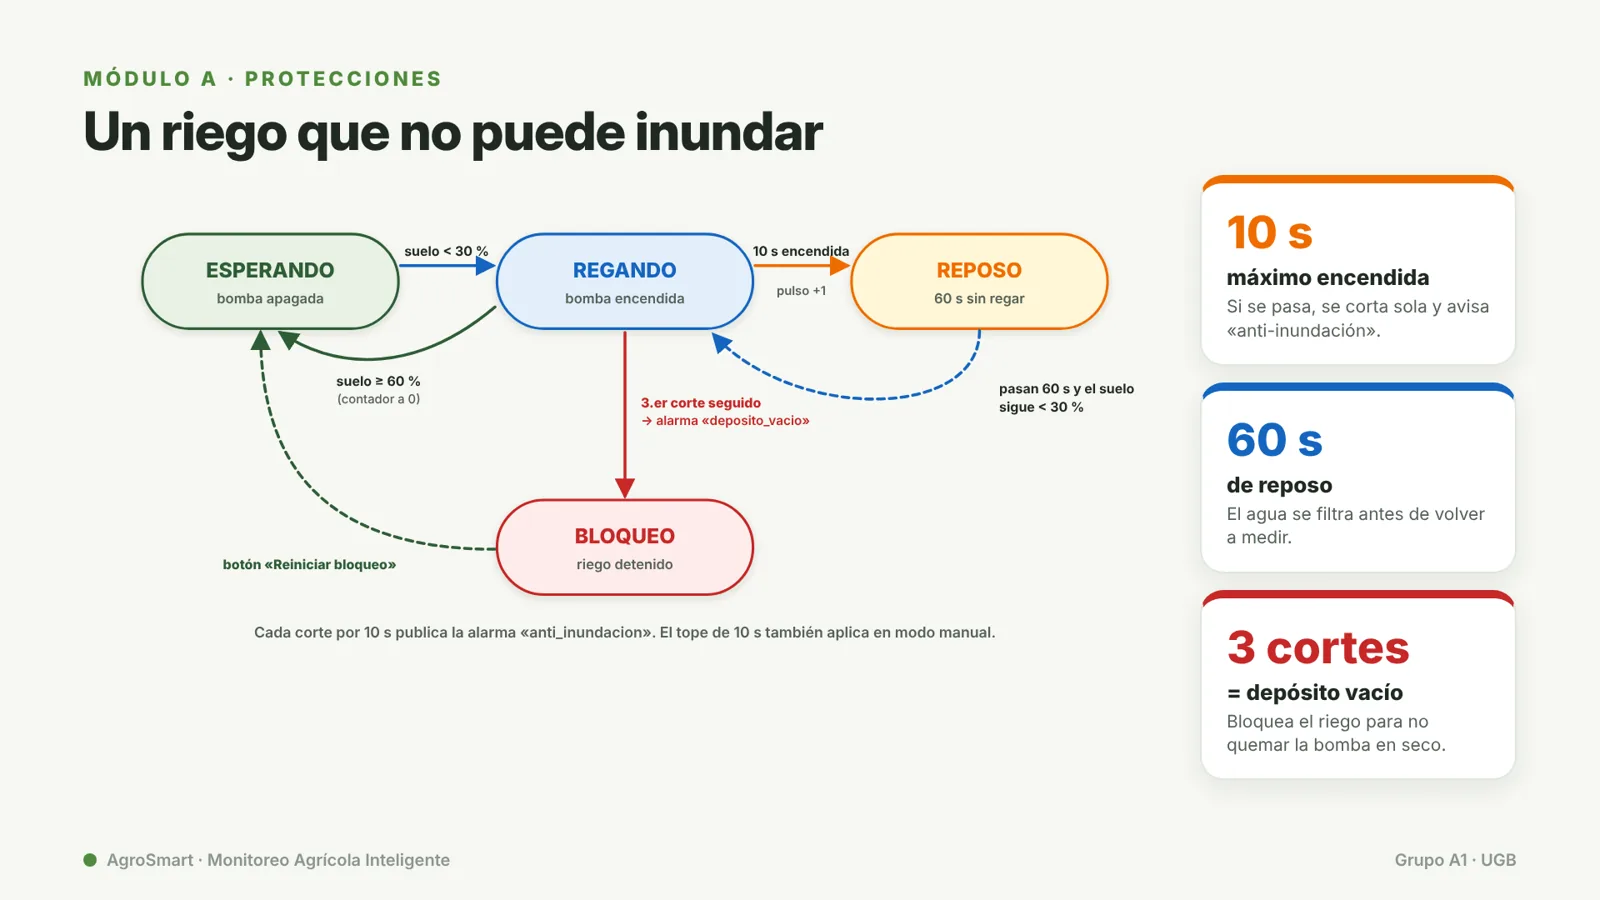 MÓDULO A · PROTECCIONES
Un riego que no puede inundar
ESPERANDO
bomba apagada
suelo < 30 %
REGANDO
bomba encendida
10 s encendida
pulso +1
REPOSO
60 s sin regar
suelo ≥ 60 %
(contador a 0)
3.er corte seguido
→ alarma «deposito_vacio»
pasan 60 s y el suelo
sigue < 30 %
BLOQUEO
riego detenido
botón «Reiniciar bloqueo»
Cada corte por 10 s publica la alarma «anti_inundacion». El tope de 10 s también aplica en modo manual.
10 s
máximo encendida
Si se pasa, se corta sola y avisa
«anti-inundación».
60 s
de reposo
El agua se filtra antes de volver
a medir.
3 cortes
= depósito vacío
Bloquea el riego para no
quemar la bomba en seco.
AgroSmart · Monitoreo Agrícola Inteligente
Grupo A1 · UGB